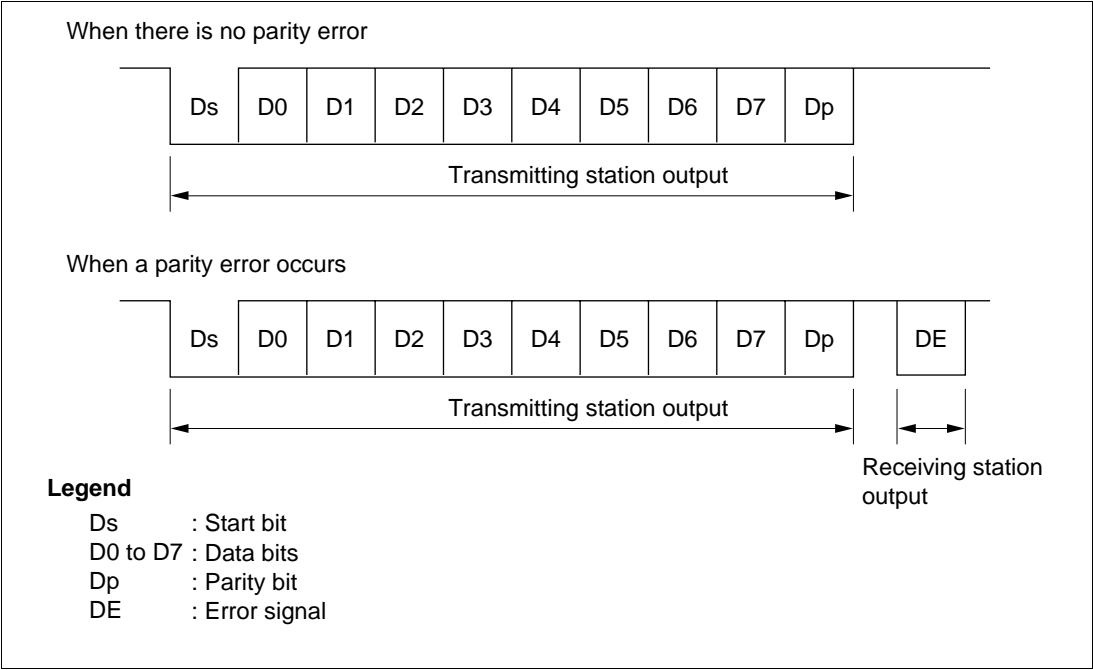 When there is no parity error
Ds D0 D1 D2 D3 D4 D5 D6 D7 Dp
Transmitting station output
When a parity error occurs
Ds D0 D1 D2 D3 D4 D5 D6 D7 Dp DE
Transmitting station output
Receiving station
output
Legend
Ds : Start bit
D0 to D7 : Data bits
Dp : Parity bit
DE : Error signal